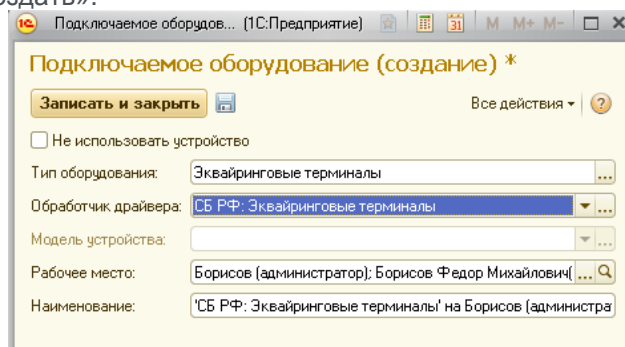 оздать».
Подключаемое оборудов... (1С:Предприятие) M M+ M-
Подключаемое оборудование (создание) *
Записать и закрыть Все действия
Не использовать устройство
Тип оборудования: Эквайринговые терминалы
Обработчик драйвера: СБ РФ: Эквайринговые терминалы
Модель устройства:
Рабочее место: Борисов (администратор); Борисов Федор Михайлович(
Наименование: 'СБ РФ: Эквайринговые терминалы' на Борисов (администра